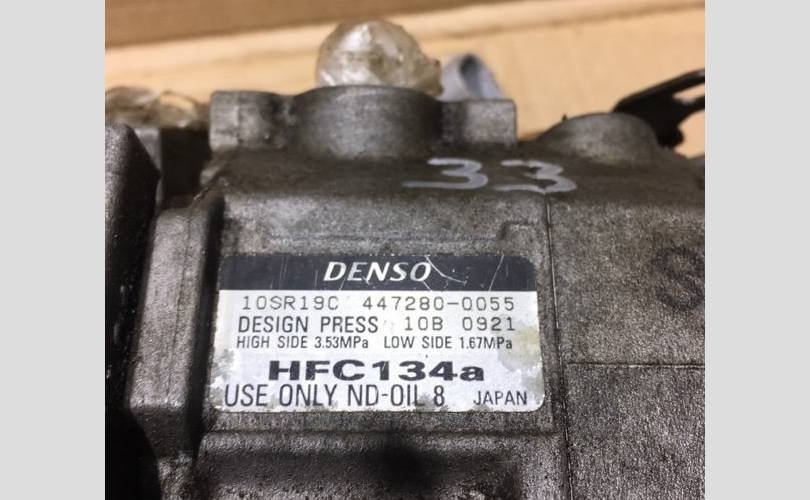 33
DENSO
10SR19C 447280-0055
DESIGN PRESS 10B 0921
HIGH SIDE 3.53MPa LOW SIDE 1.67MPa
HFC134a
USE ONLY ND-OIL 8 JAPAN